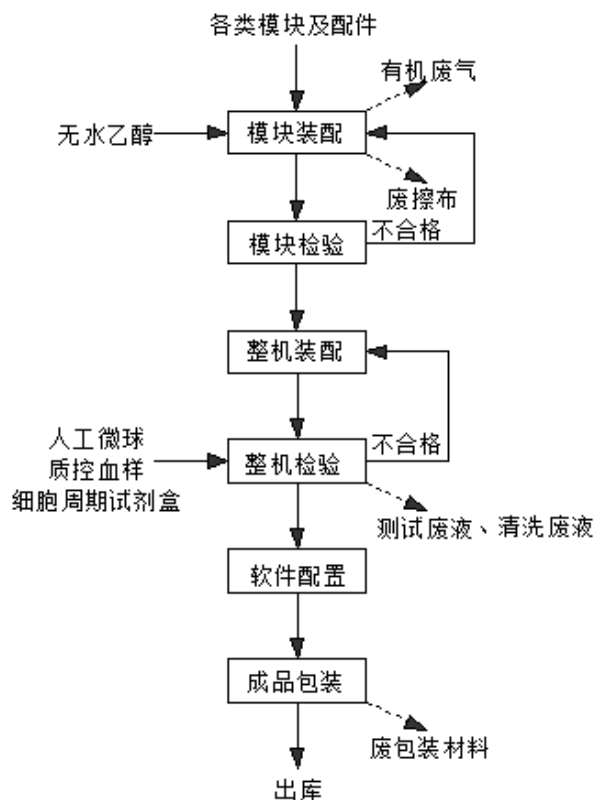 各类模块及配件
有机废气
无水乙醇
模块装配
废擦布
不合格
模块检验
整机装配
人工微球
质控血样
细胞周期试剂盒
不合格
整机检验
测试废液、清洗废液
软件配置
成品包装
废包装材料
出库